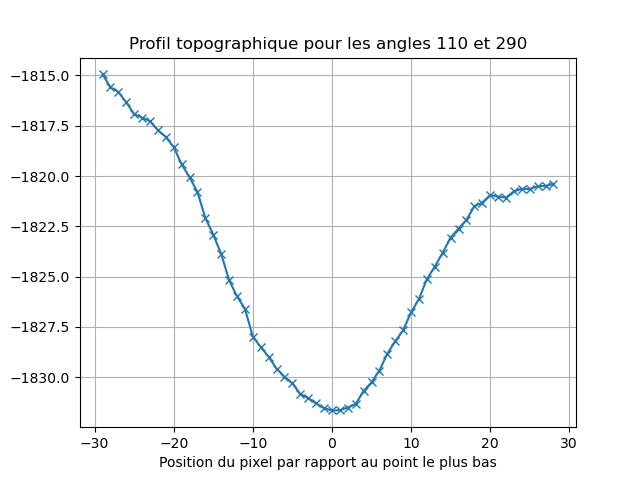 Profil topographique pour les angles 110 et 290
−1815.0
−1817.5
−1820.0
−1822.5
−1825.0
−1827.5
−1830.0
−30 −20 −10 0 10 20 30
Position du pixel par rapport au point le plus bas